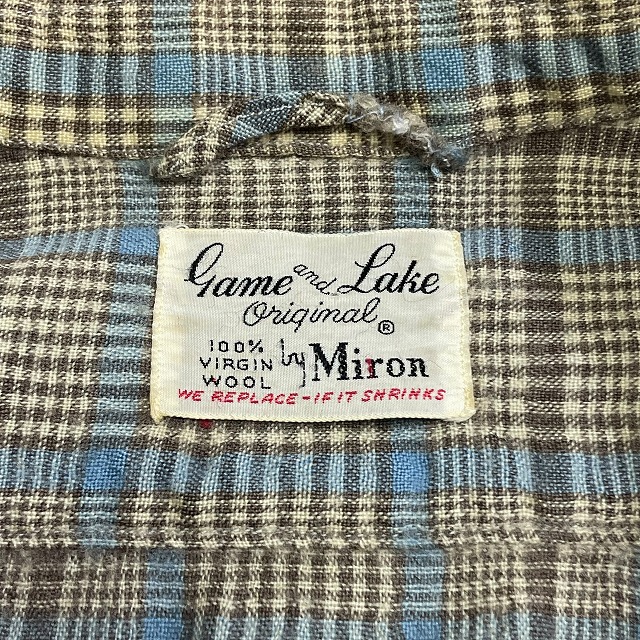 Game and Lake
Original®
100% VIRGIN WOOL by Miron
WE REPLACE-IF IT SHRINKS